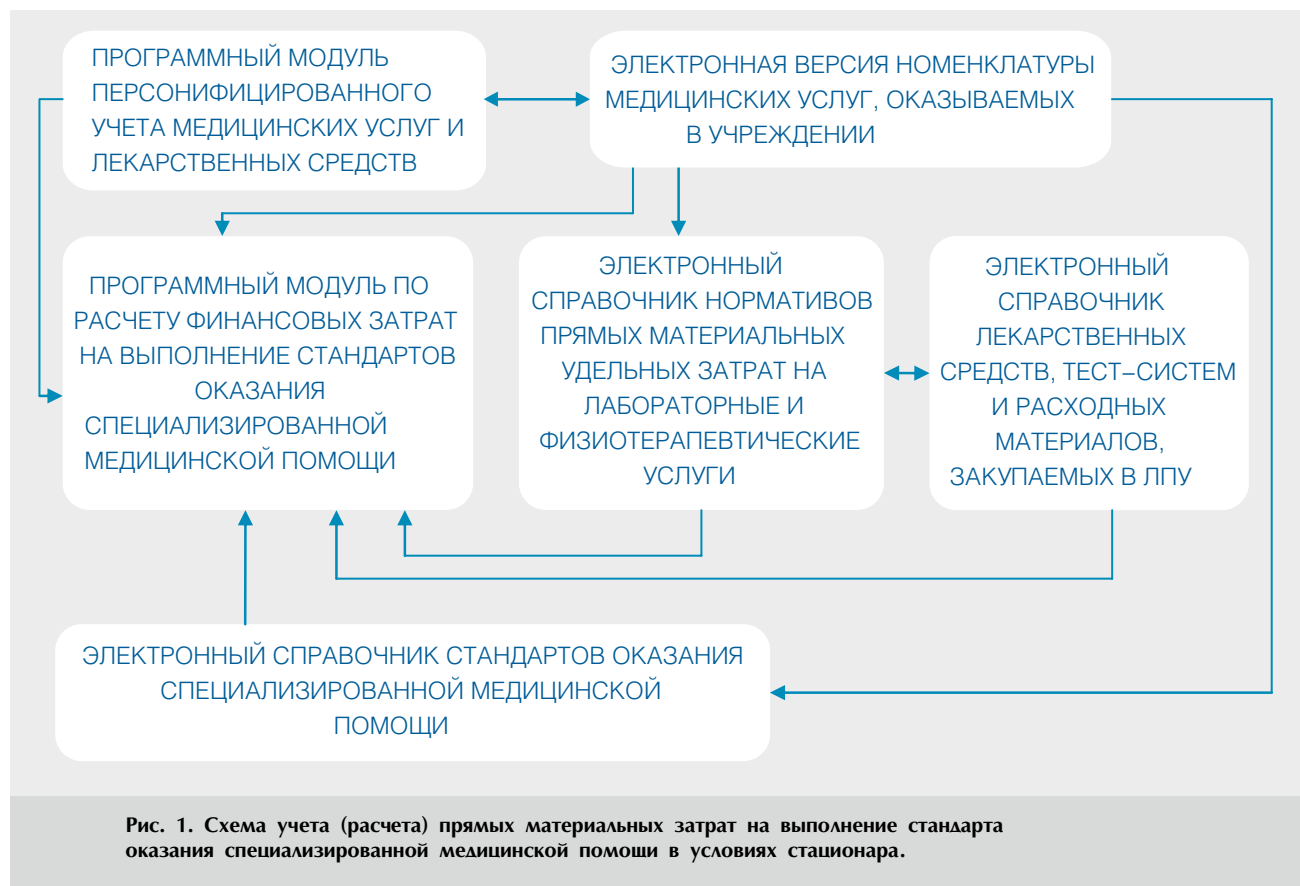 ПРОГРАММНЫЙ МОДУЛЬ
ПЕРСОНИФИЦИРОВАННОГО
УЧЕТА МЕДИЦИНСКИХ УСЛУГ И
ЛЕКАРСТВЕННЫХ СРЕДСТВ
ЭЛЕКТРОННАЯ ВЕРСИЯ НОМЕНКЛАТУРЫ
МЕДИЦИНСКИХ УСЛУГ, ОКАЗЫВАЕМЫХ
В УЧРЕЖДЕНИИ
ПРОГРАММНЫЙ МОДУЛЬ ПО
РАСЧЕТУ ФИНАНСОВЫХ ЗАТРАТ
НА ВЫПОЛНЕНИЕ СТАНДАРТОВ
ОКАЗАНИЯ
СПЕЦИАЛИЗИРОВАННОЙ
МЕДИЦИНСКОЙ ПОМОЩИ
ЭЛЕКТРОННЫЙ
СПРАВОЧНИК НОРМАТИВОВ
ПРЯМЫХ МАТЕРИАЛЬНЫХ
УДЕЛЬНЫХ ЗАТРАТ НА
ЛАБОРАТОРНЫЕ И
ФИЗИОТЕРАПЕВТИЧЕСКИЕ
УСЛУГИ
ЭЛЕКТРОННЫЙ
СПРАВОЧНИК
ЛЕКАРСТВЕННЫХ
СРЕДСТВ, ТЕСТ–СИСТЕМ
И РАСХОДНЫХ
МАТЕРИАЛОВ,
ЗАКУПАЕМЫХ В ЛПУ
ЭЛЕКТРОННЫЙ СПРАВОЧНИК СТАНДАРТОВ ОКАЗАНИЯ
СПЕЦИАЛИЗИРОВАННОЙ МЕДИЦИНСКОЙ
ПОМОЩИ
Рис. 1. Схема учета (расчета) прямых материальных затрат на выполнение стандарта
оказания специализированной медицинской помощи в условиях стационара.